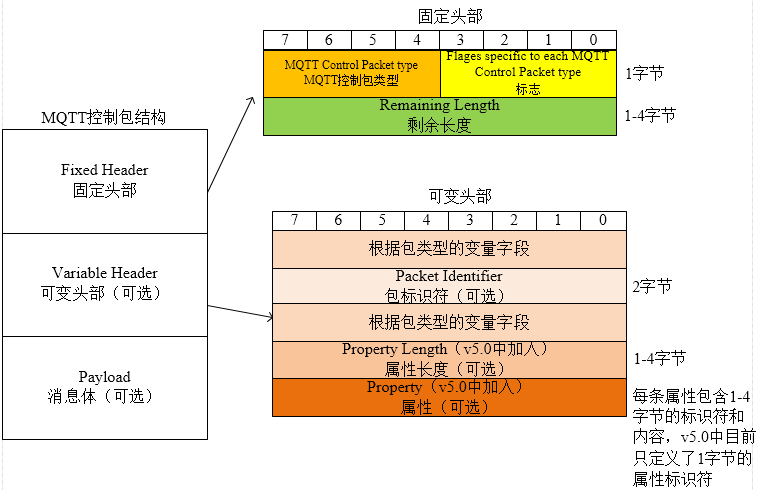 固定头部
7 6 5 4 3 2 1 0
MQTT Control Packet type
MQTT控制包类型
Flages specific to each MQTT
Control Packet type
标志
1字节
Remaining Length
剩余长度
1-4字节
MQTT控制包结构
Fixed Header
固定头部
Variable Header
可变头部（可选）
Payload
消息体（可选）
可变头部
7 6 5 4 3 2 1 0
根据包类型的变量字段
Packet Identifier
包标识符（可选）
2字节
根据包类型的变量字段
Property Length（v5.0中加入）
属性长度（可选）
1-4字节
Property（v5.0中加入）
属性（可选）
每条属性包含1-4
字节的标识符和
内容，v5.0中目前
只定义了1字节的
属性标识符